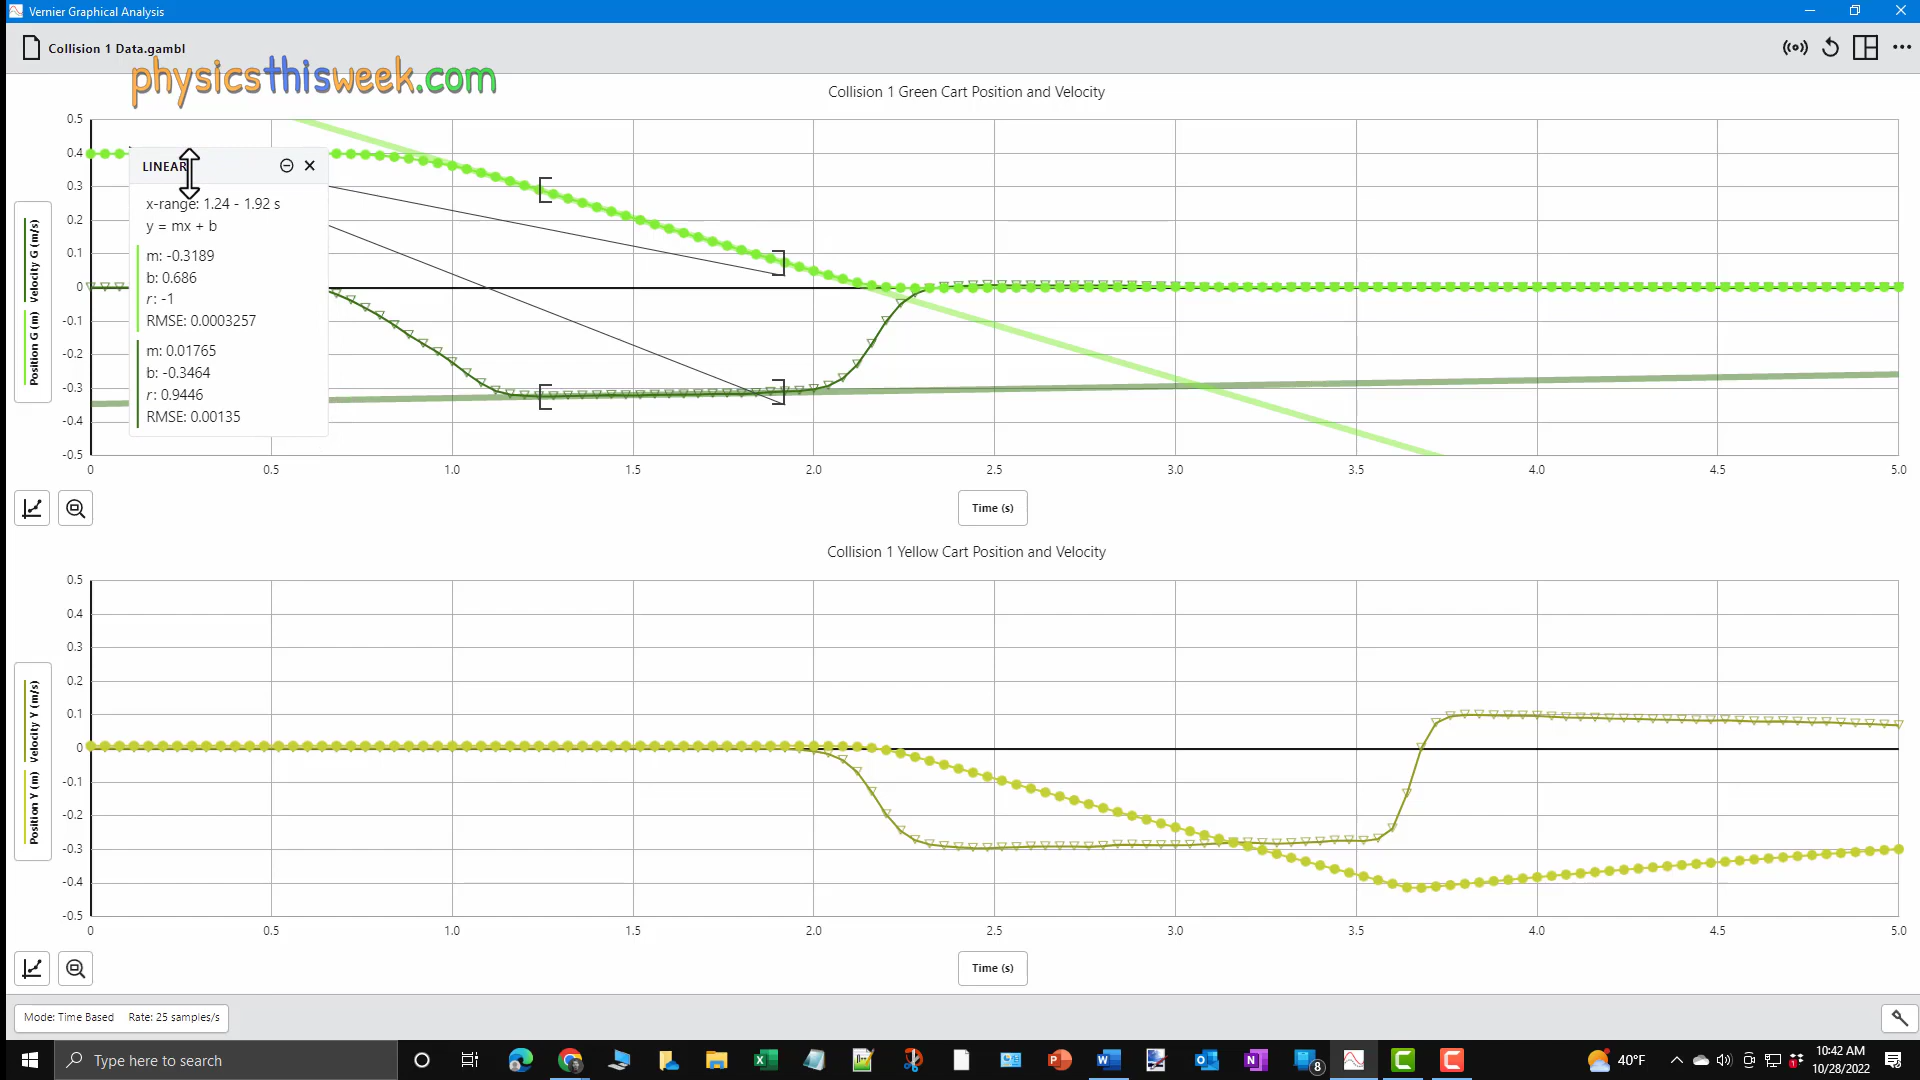 Vernier Graphical Analysis
Collision 1 Data.gambl
physicsthisweek.com
Collision 1 Green Cart Position and Velocity
Velocity G (m/s)
Position G (m)
0.5
0.4
0.3
0.2
0.1
0
-0.1
-0.2
-0.3
-0.4
-0.5
LINEAR
x-range: 1.24 - 1.92 s
y = mx + b
m: -0.3189
b: 0.686
r: -1
RMSE: 0.0003257
m: 0.01765
b: -0.3464
r: 0.9446
RMSE: 0.00135
0 0.5 1.0 1.5 2.0 2.5 3.0 3.5 4.0 4.5 5.0
Time (s)
Collision 1 Yellow Cart Position and Velocity
Velocity Y (m/s)
Position Y (m)
0.5
0.4
0.3
0.2
0.1
0
-0.1
-0.2
-0.3
-0.4
-0.5
0 0.5 1.0 1.5 2.0 2.5 3.0 3.5 4.0 4.5 5.0
Time (s)
Mode: Time Based Rate: 25 samples/s
Type here to search
8
40°F
10:42 AM
10/28/2022